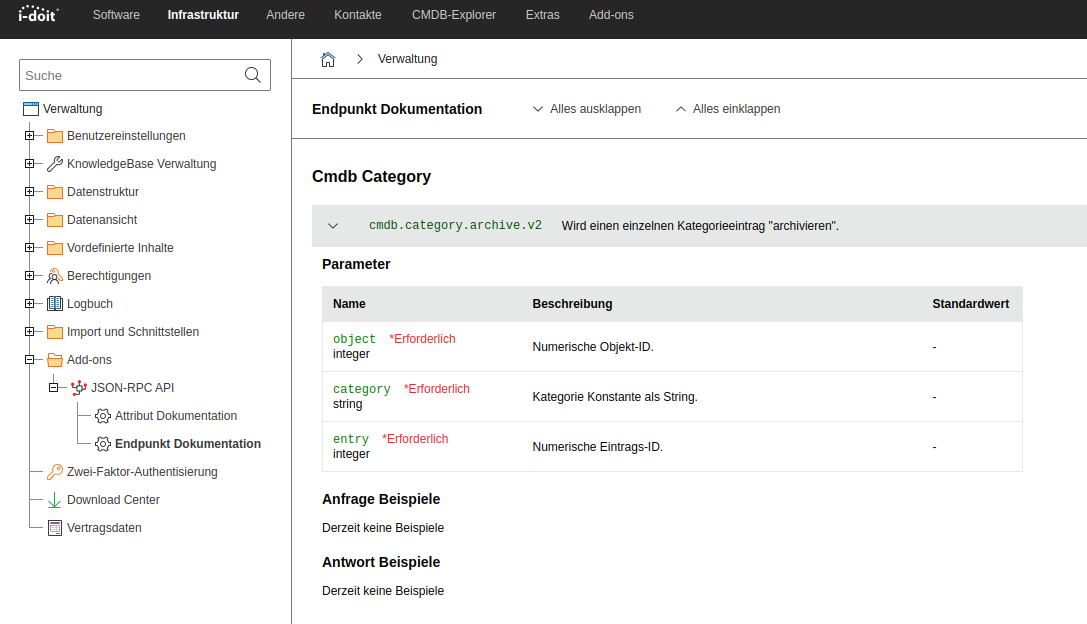 i-doit Software Infrastruktur Andere Kontakte CMDB-Explorer Extras Add-ons
Suche
Verwaltung
Benutzereinstellungen
KnowledgeBase Verwaltung
Datenstruktur
Datenansicht
Vordefinierte Inhalte
Berechtigungen
Logbuch
Import und Schnittstellen
Add-ons
JSON-RPC API
Attribut Dokumentation
Endpunkt Dokumentation
Zwei-Faktor-Authentisierung
Download Center
Vertragsdaten
Verwaltung
Endpunkt Dokumentation Alles ausklappen Alles einklappen
Cmdb Category
cmdb.category.archive.v2 Wird einen einzelnen Kategorieeintrag "archivieren".
Parameter
Name Beschreibung Standardwert
object *Erforderlich
integer
Numerische Objekt-ID. -
category *Erforderlich
string
Kategorie Konstante als String. -
entry *Erforderlich
integer
Numerische Eintrags-ID. -
Anfrage Beispiele
Derzeit keine Beispiele
Antwort Beispiele
Derzeit keine Beispiele